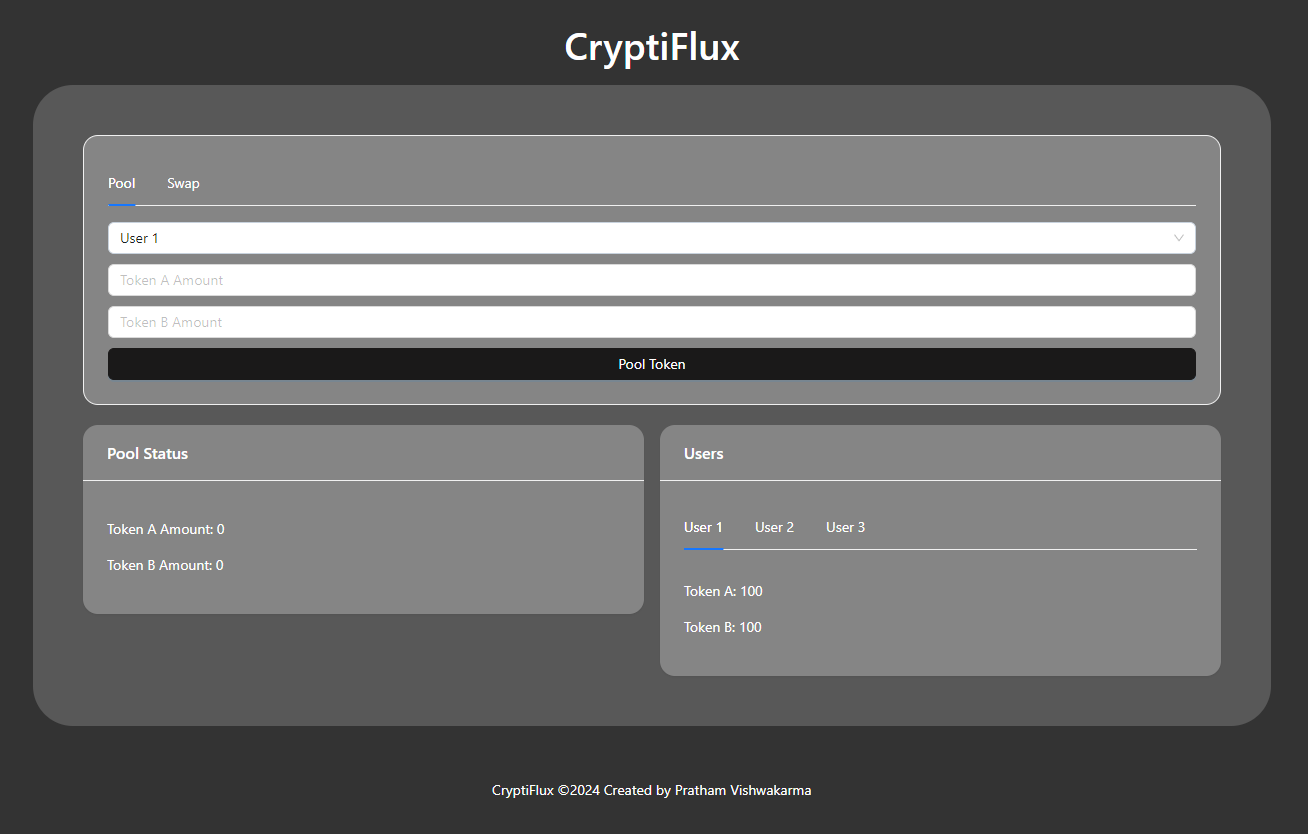 CryptiFlux
Pool Swap
User 1
Token A Amount
Token B Amount
Pool Token
Pool Status
Token A Amount: 0
Token B Amount: 0
Users
User 1 User 2 User 3
Token A: 100
Token B: 100
CryptiFlux ©2024 Created by Pratham Vishwakarma